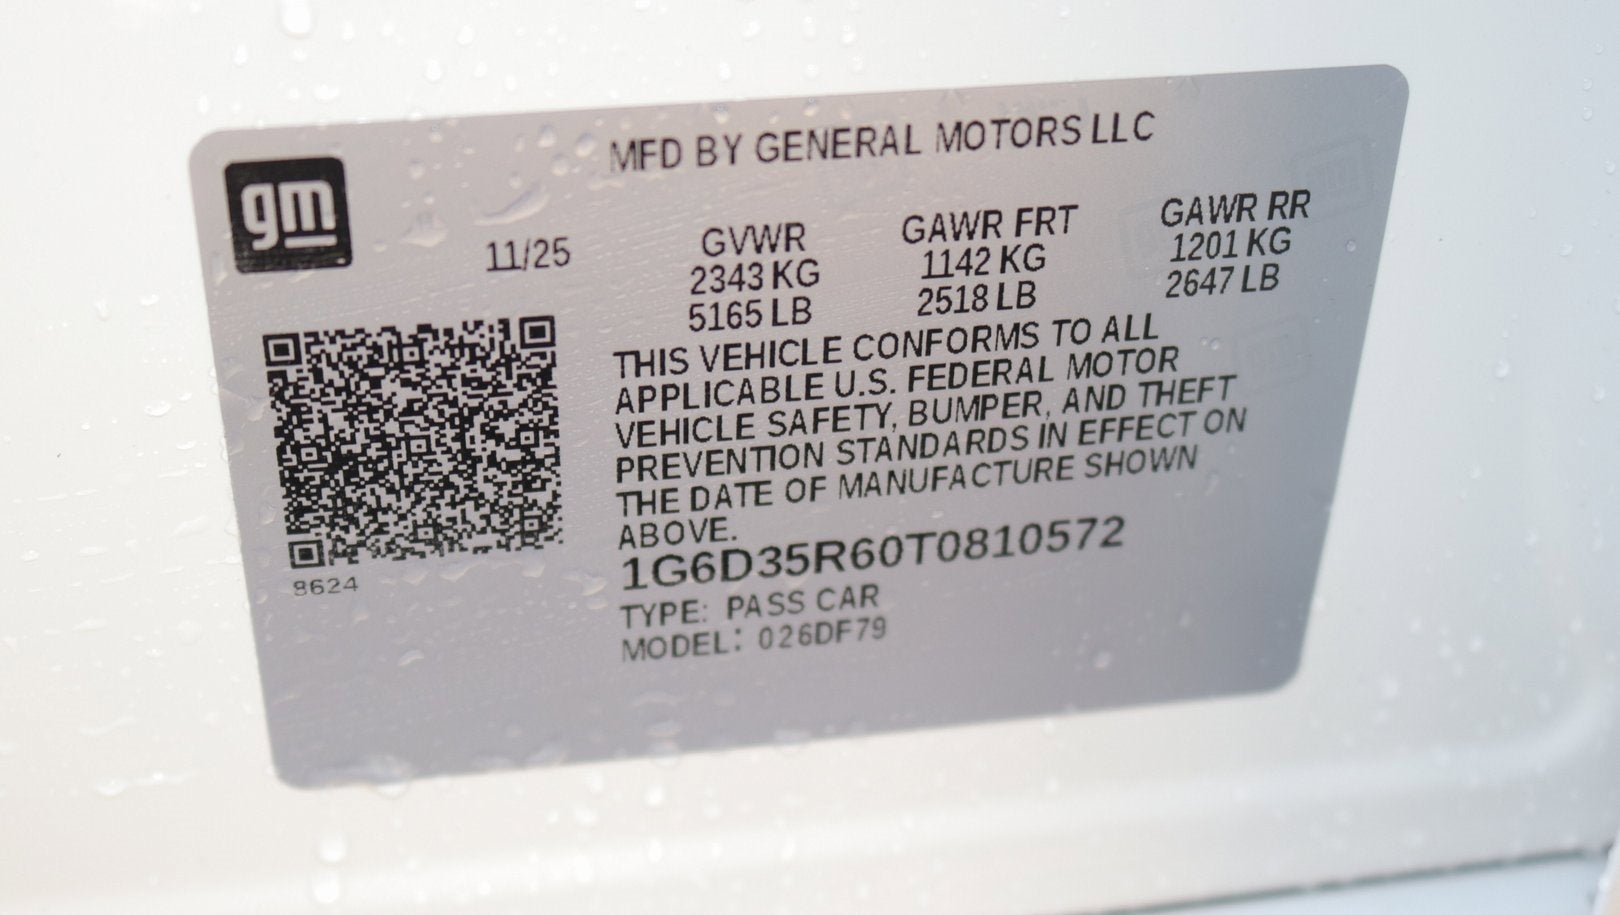 MFD BY GENERAL MOTORS LLC
gm
11/25
GVWR
2343 KG
5165 LB
GAWR FRT
1142 KG
2518 LB
GAWR RR
1201 KG
2647 LB
THIS VEHICLE CONFORMS TO ALL
APPLICABLE U.S. FEDERAL MOTOR
VEHICLE SAFETY, BUMPER, AND THEFT
PREVENTION STANDARDS IN EFFECT ON
THE DATE OF MANUFACTURE SHOWN
ABOVE.
1G6D35R60T0810572
8624
TYPE: PASS CAR
MODEL: 026DF79